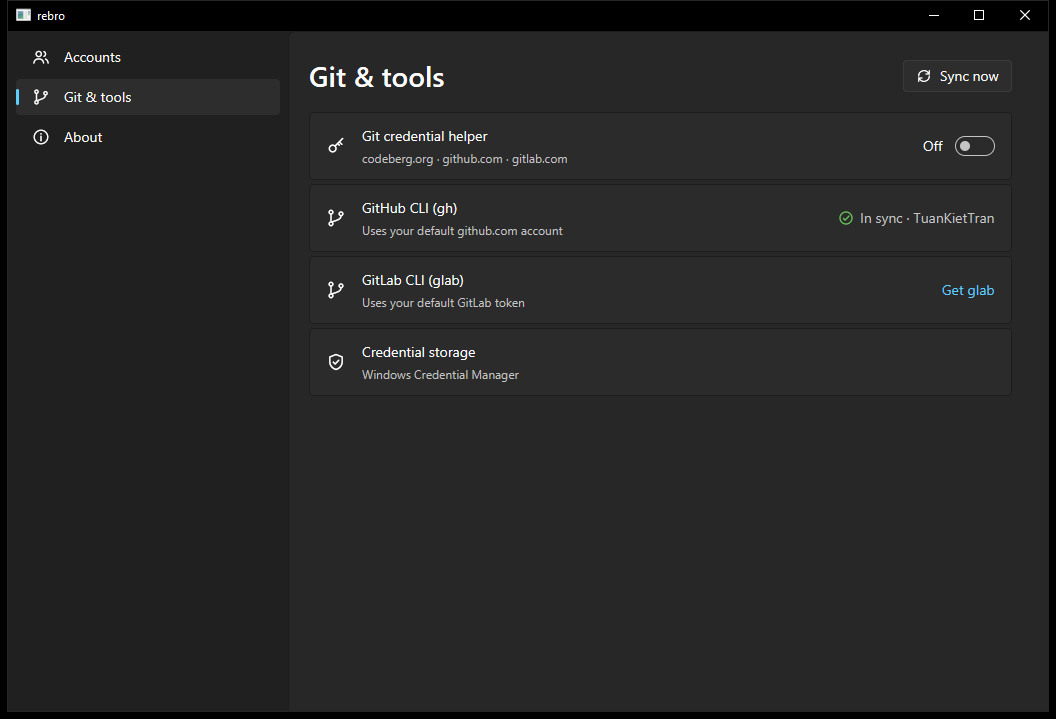 rebro
Accounts
Git & tools
About
Git & tools
Sync now
Git credential helper
codeberg.org · github.com · gitlab.com
Off
GitHub CLI (gh)
Uses your default github.com account
In sync · TuanKietTran
GitLab CLI (glab)
Uses your default GitLab token
Get glab
Credential storage
Windows Credential Manager